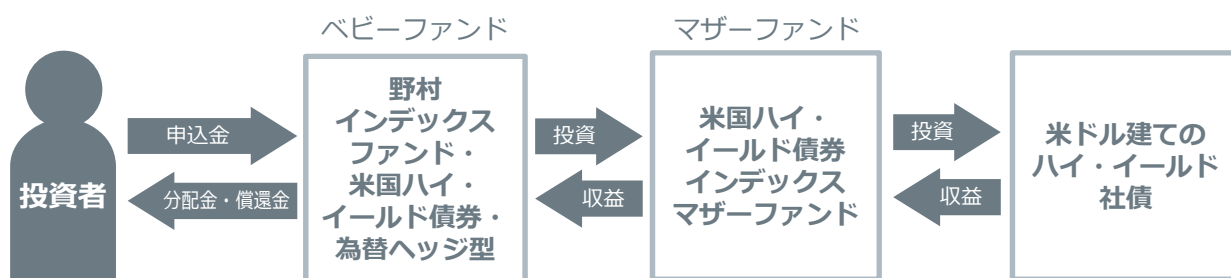 ベビーファンド
マザーファンド
投資者
申込金
分配金・償還金
野村
インデックス
ファンド・
米国ハイ・
イールド債券・
為替ヘッジ型
投資
収益
米国ハイ・
イールド債券
インデックス
マザーファンド
投資
収益
米ドル建ての
ハイ・イールド
社債